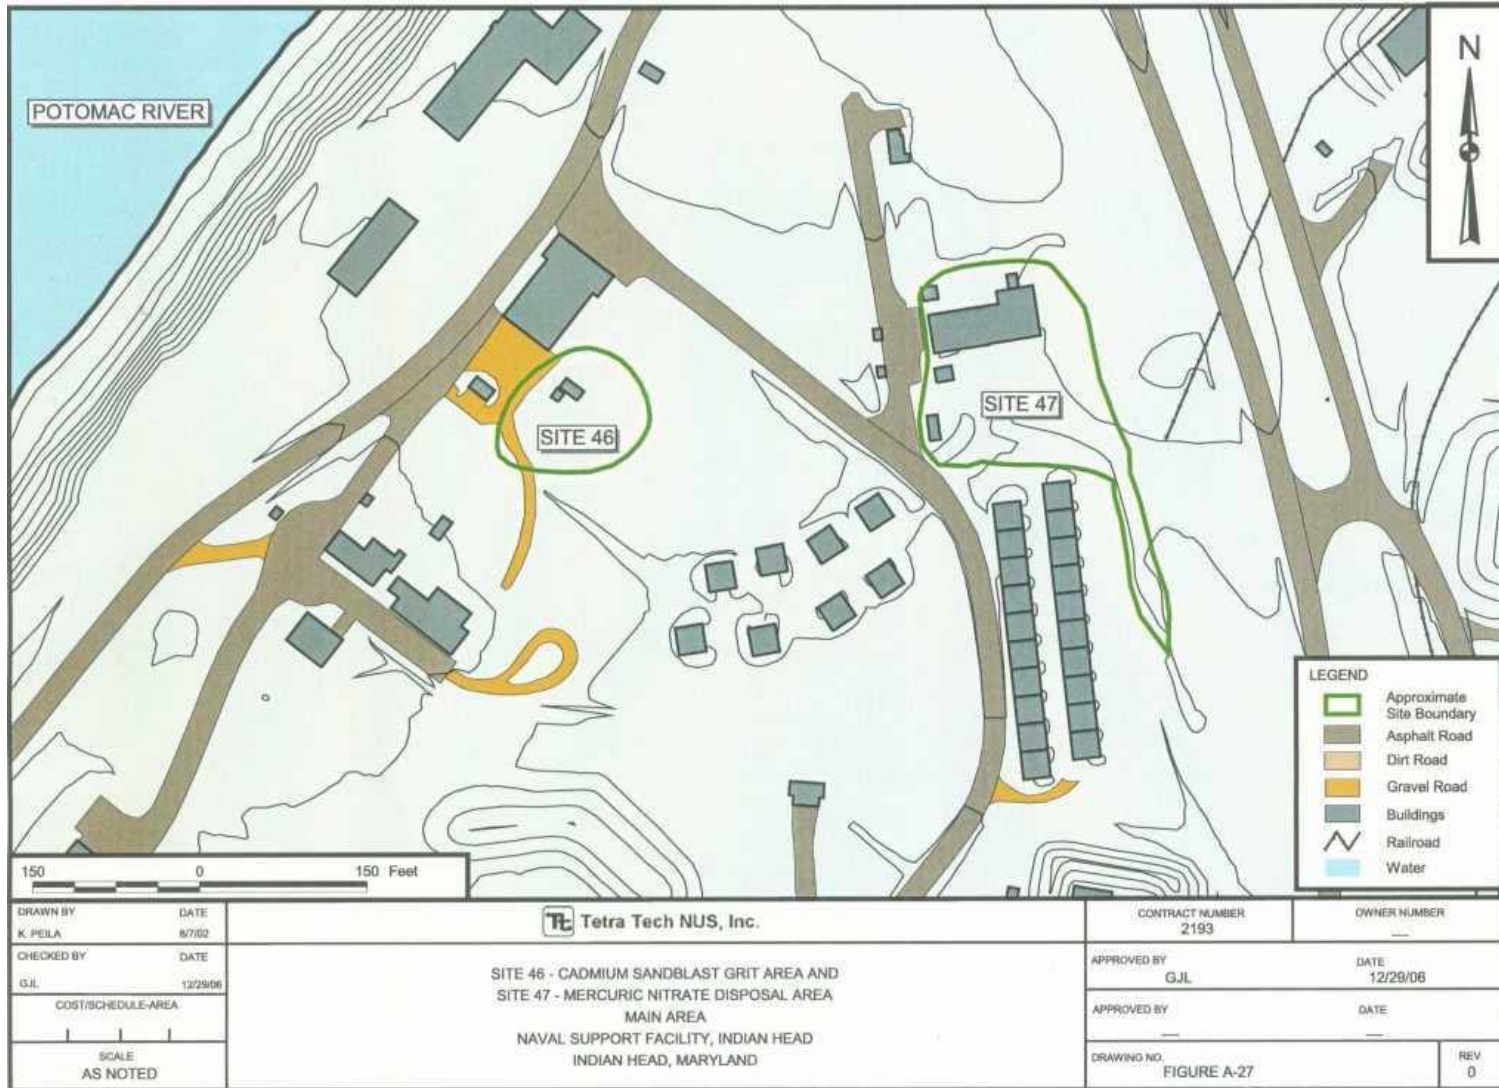 POTOMAC RIVER
N
SITE 46
SITE 47
LEGEND
Approximate
Site Boundary
Asphalt Road
Dirt Road
Gravel Road
Buildings
Railroad
Water
150 0 150 Feet
DRAWN BY DATE
K. PEILA 8/7/02
CHECKED BY DATE
GJL 12/29/06
COST/SCHEDULE-AREA
SCALE
AS NOTED
Tt Tetra Tech NUS, Inc.
SITE 46 - CADMIUM SANDBLAST GRIT AREA AND
SITE 47 - MERCURIC NITRATE DISPOSAL AREA
MAIN AREA
NAVAL SUPPORT FACILITY, INDIAN HEAD
INDIAN HEAD, MARYLAND
CONTRACT NUMBER
2193
OWNER NUMBER
—
APPROVED BY DATE
GJL 12/29/06
APPROVED BY DATE
— —
DRAWING NO.
FIGURE A-27
REV
0